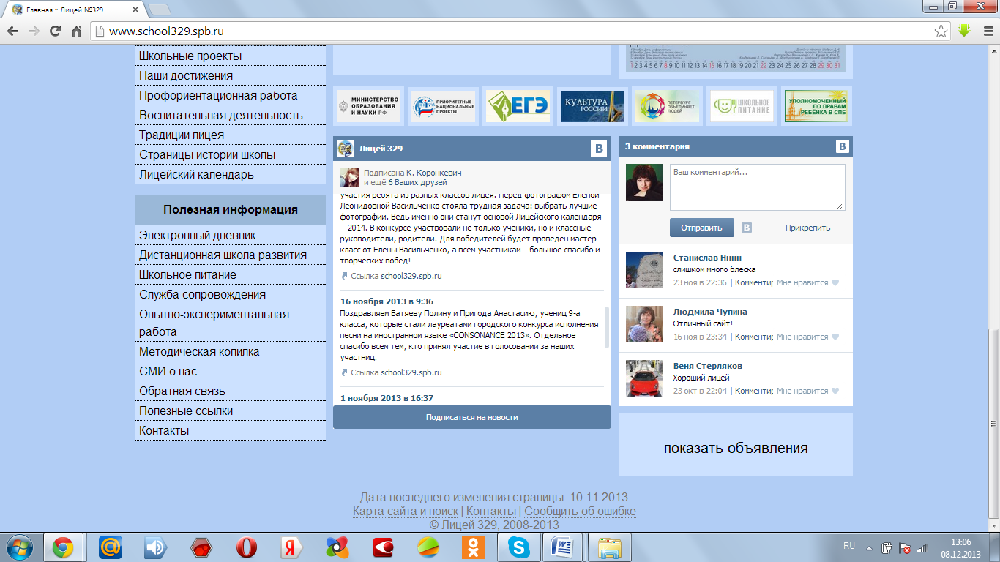 Главная :: Лицей №329
www.school329.spb.ru
Школьные проекты
Наши достижения
Профориентационная работа
Воспитательная деятельность
Традиции лицея
Страницы истории школы
Лицейский календарь
Полезная информация
Электронный дневник
Дистанционная школа развития
Школьное питание
Служба сопровождения
Опытно-экспериментальная
работа
Методическая копилка
СМИ о нас
Обратная связь
Полезные ссылки
Контакты
1 2 3 4 5 6 7 8 9 10 11 12 13 14 15 16 17 18 19 20 21 22 23 24 25 26 27 28 29 30 31
МИНИСТЕРСТВО
ОБРАЗОВАНИЯ
И НАУКИ РФ
ПРИОРИТЕТНЫЕ
НАЦИОНАЛЬНЫЕ
ПРОЕКТЫ
ЕГЭ
КУЛЬТУРА
РОССИИ
ПЕТЕРБУРГ
ОБЪЕДИНЯЕТ
ЛЮДЕЙ
ШКОЛЬНОЕ
ПИТАНИЕ
УПОЛНОМОЧЕННЫЙ
ПО ПРАВАМ
РЕБЁНКА В СПБ
Лицей 329
В
Подписана К. Коронкевич
и ещё 6 Ваших друзей
участия ребята из разных классов лицея. Перед фотографом Еленой
Леонидовной Васильченко стояла трудная задача: выбрать лучшие
фотографии. Ведь именно они станут основой Лицейского календаря
- 2014. В конкурсе участвовали не только ученики, но и классные
руководители, родители. Для победителей будет проведён мастер-
класс от Елены Васильченко, а всем участникам – большое спасибо и
творческих побед!
Ссылка school329.spb.ru
16 ноября 2013 в 9:36
Поздравляем Батяеву Полину и Пригода Анастасию, учениц 9-а
класса, которые стали лауреатами городского конкурса исполнения
песни на иностранном языке «CONSONANCE 2013». Отдельное
спасибо всем тем, кто принял участие в голосовании за наших
участниц.
Ссылка school329.spb.ru
1 ноября 2013 в 16:37
Подписаться на новости
3 комментария
В
Ваш комментарий...
Отправить
В
Прикрепить
Станислав Нннн
слишком много блеска
23 ноя в 22:36 | Комментир Мне нравится
Людмила Чупина
Отличный сайт!
16 ноя в 23:34 | Комментир Мне нравится
Веня Стерляков
Хороший лицей
23 окт в 22:04 | Комментир Мне нравится
показать объявления
Дата последнего изменения страницы: 10.11.2013
Карта сайта и поиск | Контакты | Сообщить об ошибке
© Лицей 329, 2008-2013
RU
13:06
08.12.2013